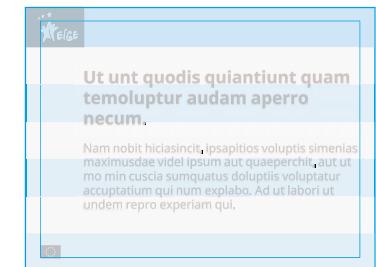 EIGE
Ut unt quodis quiantiunt quam
temoluptur audam aperro
necum.
Nam nobit hiciasincit, ipsapitios voluptis simenias
maximusdae videl ipsum aut quaeperchit, aut ut
mo min cuscia sumquatus doluptiis voluptatur
accuptatium qui num explabo. Ad ut labori ut
undem repro experiam qui.